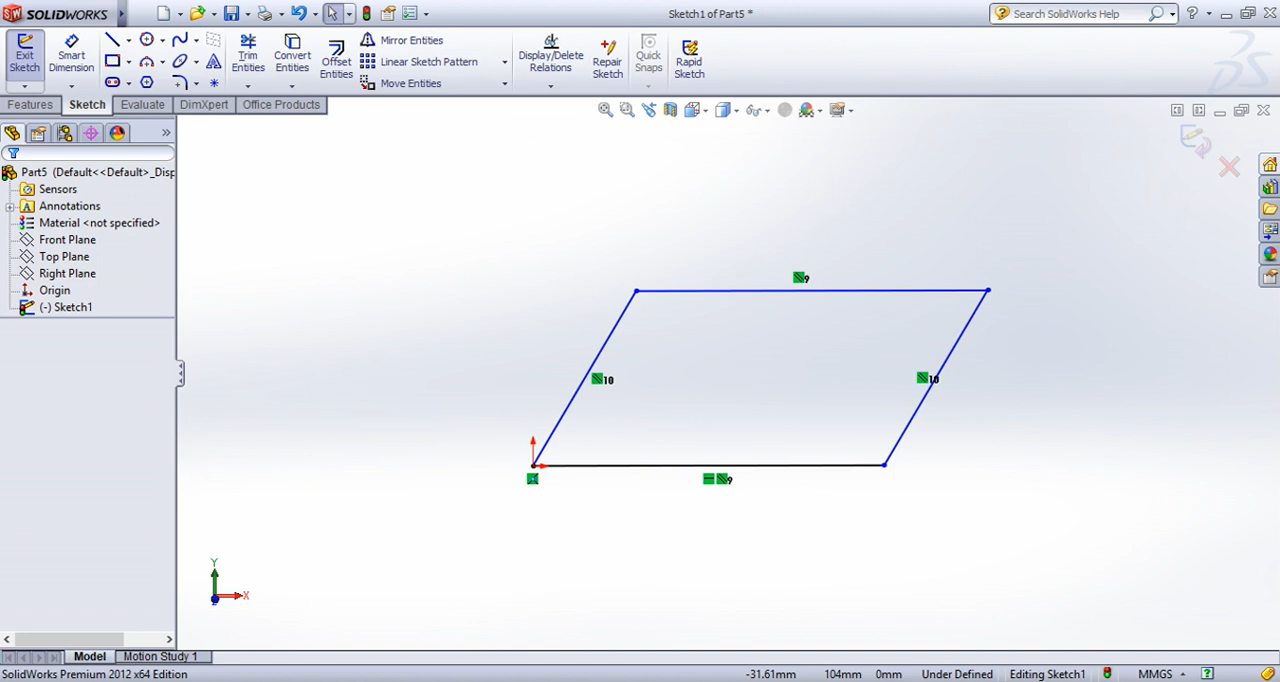 SOLIDWORKS
Sketch1 of Part5 *
Search SolidWorks Help
Exit Sketch
Smart Dimension
Trim Entities
Convert Entities
Offset Entities
Mirror Entities
Linear Sketch Pattern
Move Entities
Display/Delete Relations
Repair Sketch
Quick Snaps
Rapid Sketch
Features
Sketch
Evaluate
DimXpert
Office Products
Part5 (Default<<Default>_Disp
Sensors
A Annotations
Material <not specified>
Front Plane
Top Plane
Right Plane
Origin
(-) Sketch1
9
10
10
9
Y
X
Z
Model
Motion Study 1
SolidWorks Premium 2012 x64 Edition
-31.61mm
104mm
0mm
Under Defined
Editing Sketch1
MMGS